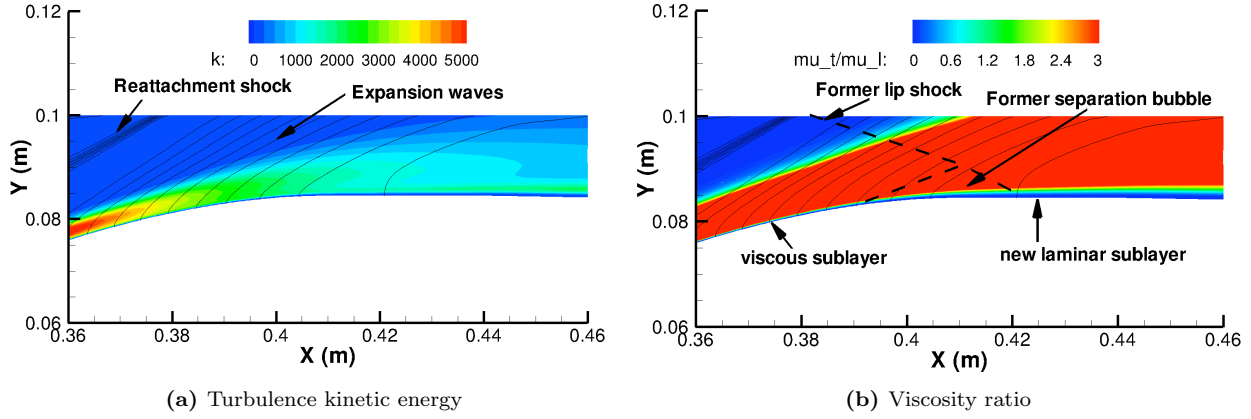 0.12
k:
0 1000 2000 3000 4000 5000
Reattachment shock
Expansion waves
0.1
Y (m)
0.08
0.06
0.36 0.38 0.4 0.42 0.44 0.46
X (m)
(a) Turbulence kinetic energy
0.12
mu_t/mu_l:
0 0.6 1.2 1.8 2.4 3
Former lip shock
Former separation bubble
0.1
Y (m)
0.08
viscous sublayer
new laminar sublayer
0.06
0.36 0.38 0.4 0.42 0.44 0.46
X (m)
(b) Viscosity ratio